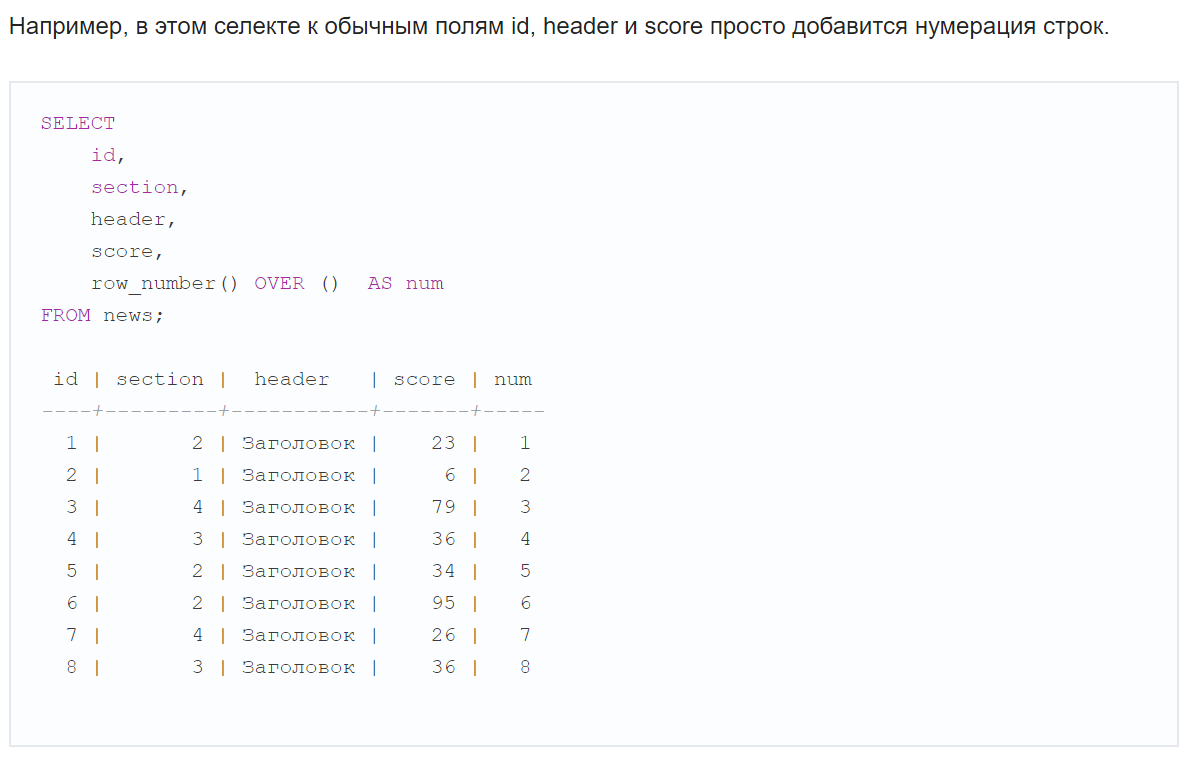 Например, в этом селекте к обычным полям id, header и score просто добавится нумерация строк.
SELECT
    id,
    section,
    header,
    score,
    row_number() OVER ()  AS num
FROM news;
 id | section |  header   | score | num
----+---------+-----------+-------+-----
  1 |       2 | Заголовок |    23 |   1
  2 |       1 | Заголовок |     6 |   2
  3 |       4 | Заголовок |    79 |   3
  4 |       3 | Заголовок |    36 |   4
  5 |       2 | Заголовок |    34 |   5
  6 |       2 | Заголовок |    95 |   6
  7 |       4 | Заголовок |    26 |   7
  8 |       3 | Заголовок |    36 |   8